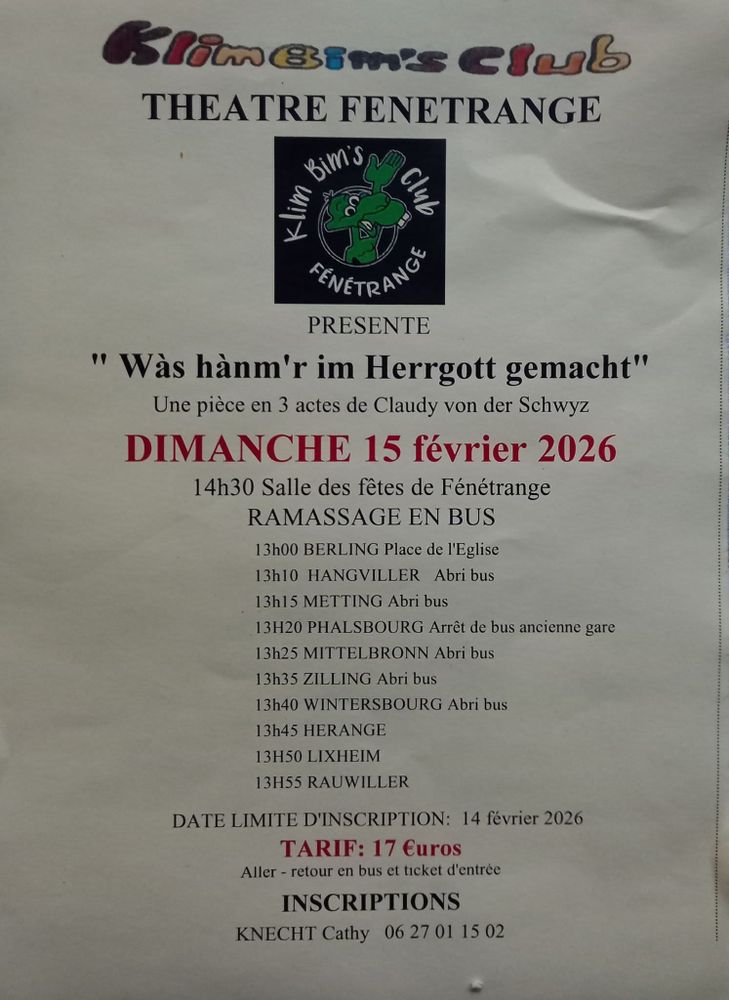 Klim Bim's Club
THEATRE FENETRANGE
Klim Bim's Club
FÉNÉTRANGE
PRESENTE
" Wàs hànm'r im Herrgott gemacht"
Une pièce en 3 actes de Claudy von der Schwyz
DIMANCHE 15 février 2026
14h30 Salle des fêtes de Fénétrange
RAMASSAGE EN BUS
13h00 BERLING Place de l'Eglise
13h10 HANGVILLER Abri bus
13h15 METTING Abri bus
13H20 PHALSBOURG Arrêt de bus ancienne gare
13h25 MITTELBRONN Abri bus
13h35 ZILLING Abri bus
13h40 WINTERSBOURG Abri bus
13h45 HERANGE
13H50 LIXHEIM
13H55 RAUWILLER
DATE LIMITE D'INSCRIPTION: 14 février 2026
TARIF: 17 €uros
Aller - retour en bus et ticket d'entrée
INSCRIPTIONS
KNECHT Cathy 06 27 01 15 02